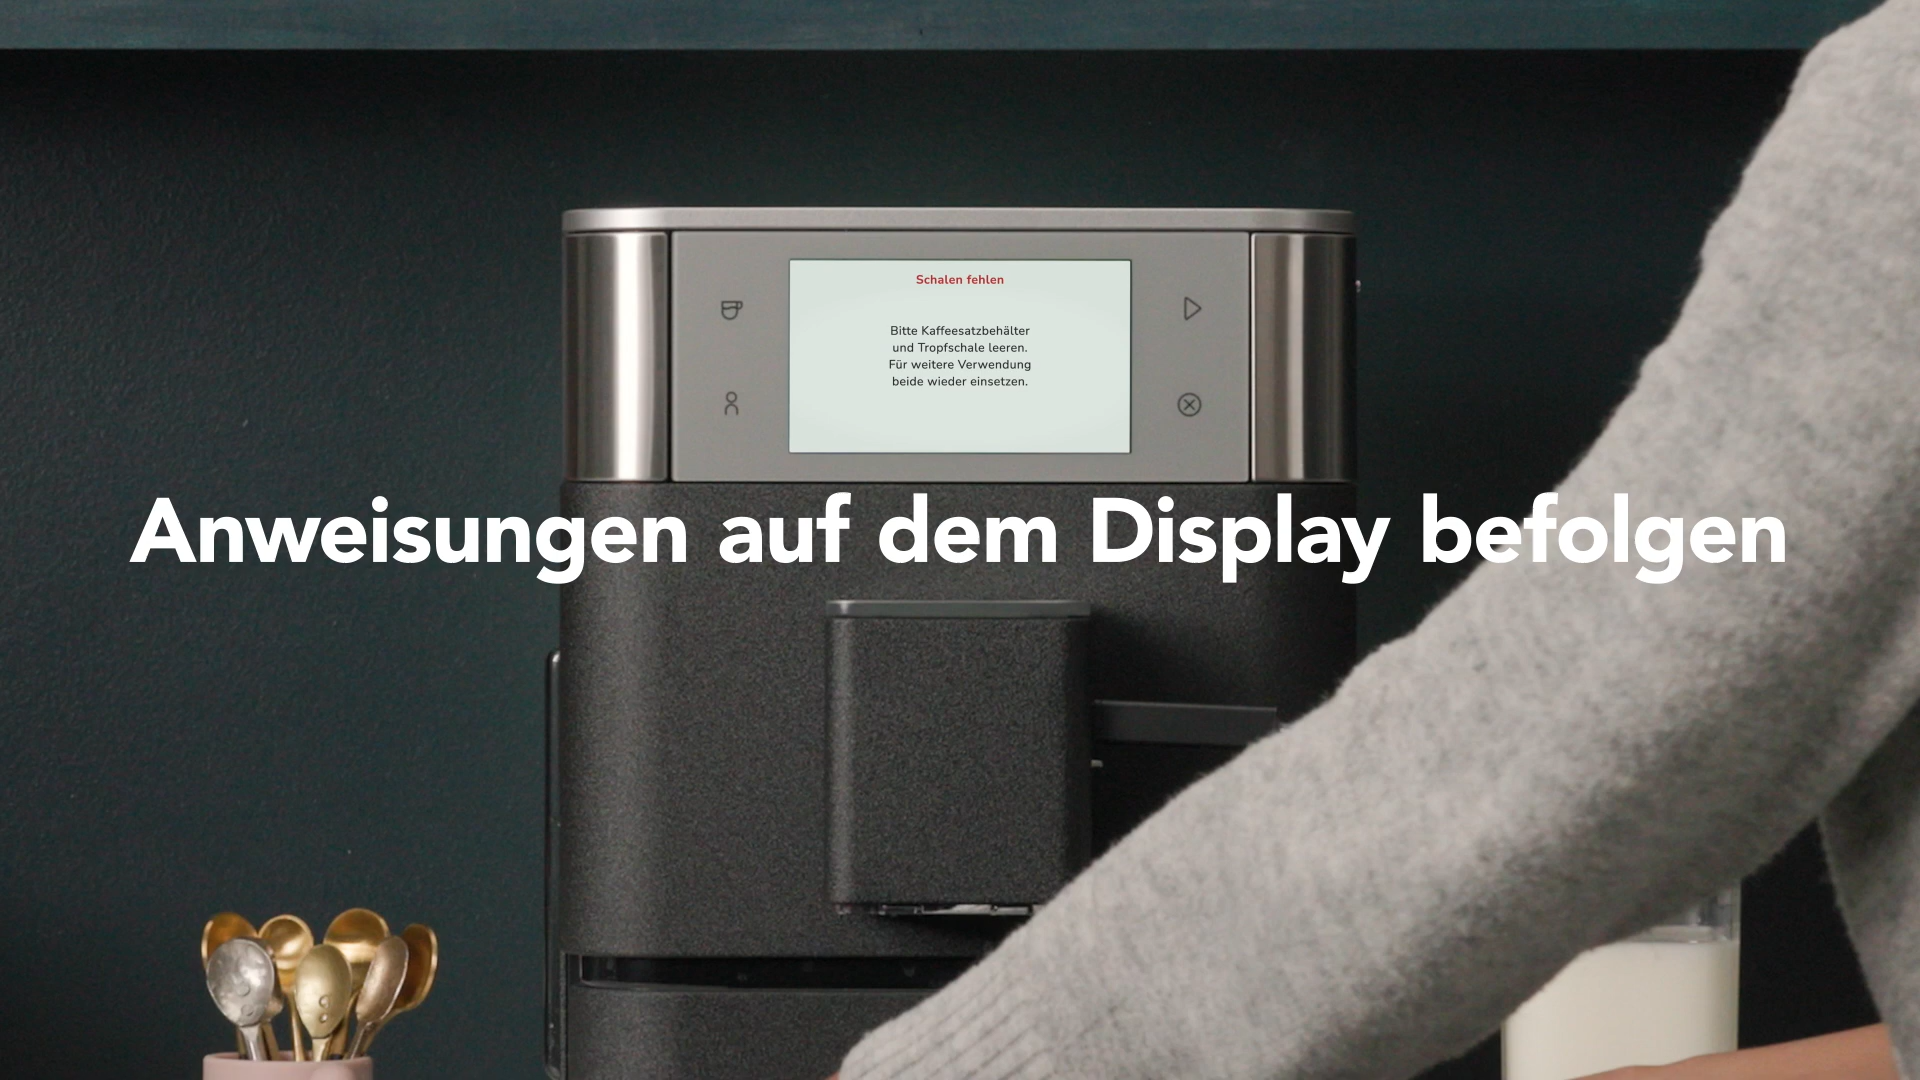 Schalen fehlen
Bitte Kaffeesatzbehälter
und Tropfschale leeren.
Für weitere Verwendung
beide wieder einsetzen.
Anweisungen auf dem Display befolgen